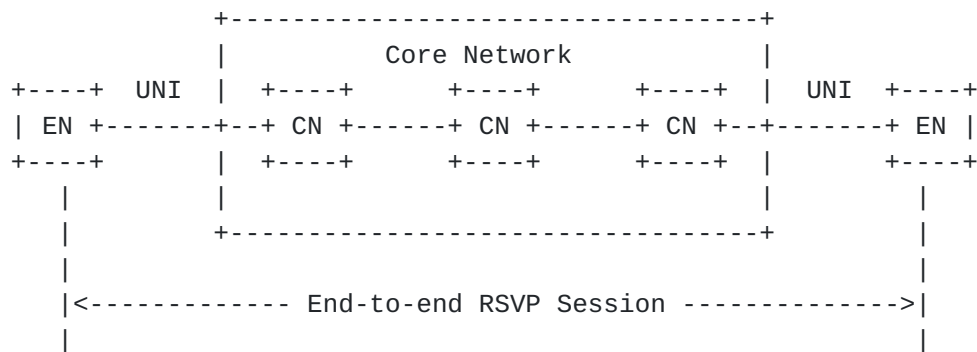 Core Network
UNI UNI
EN CN CN CN EN
End-to-end RSVP Session